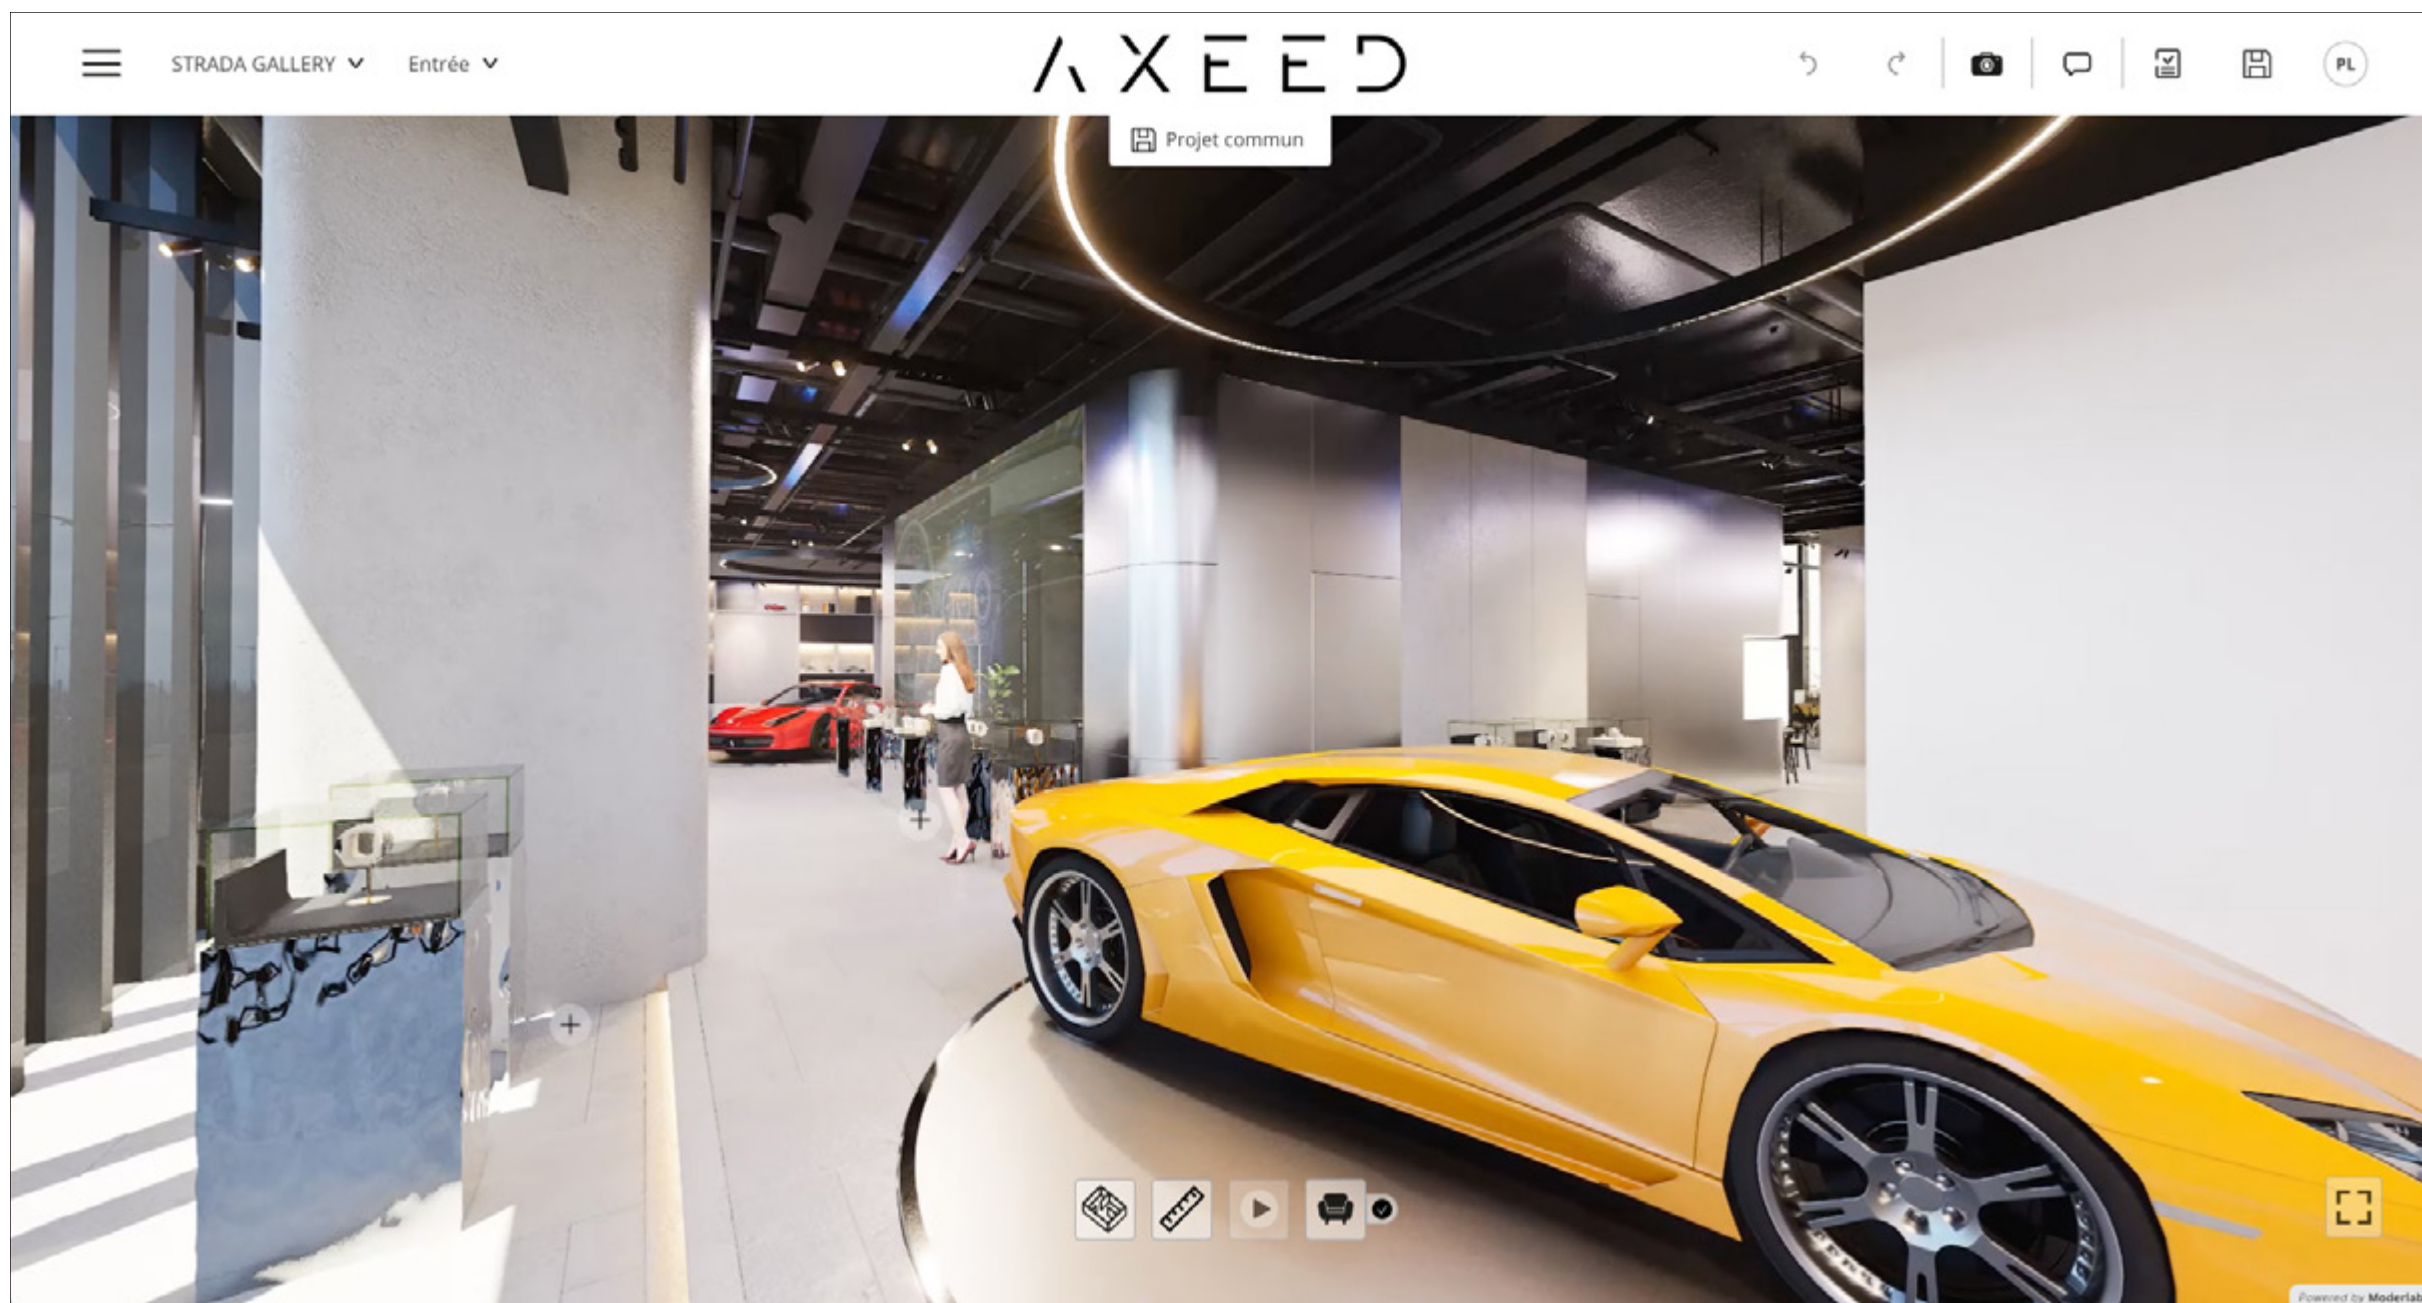 STRADA GALLERY
Entrée
AXEED
PL
Projet commun
Powered by Moderlab